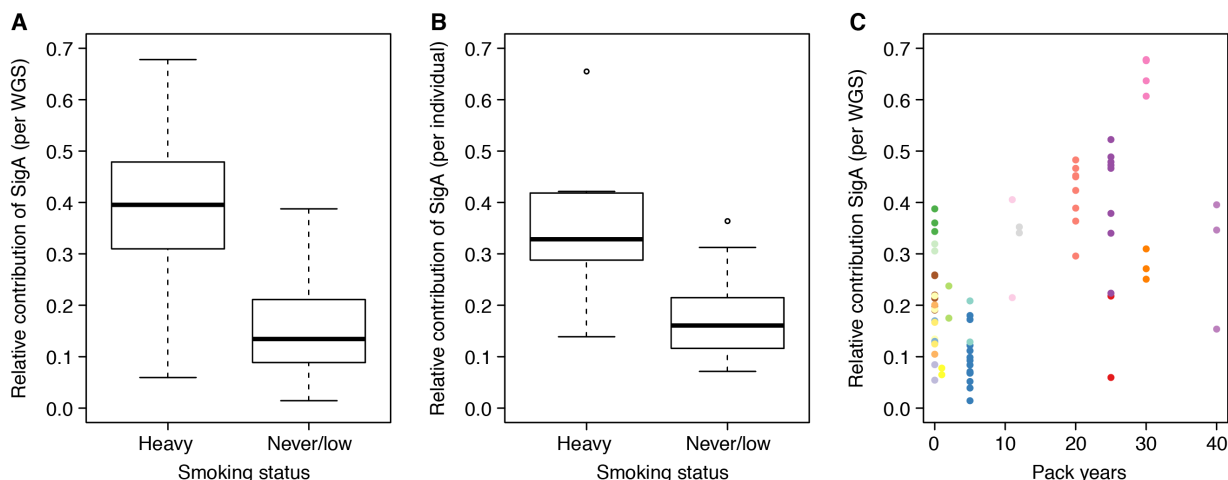 A
Relative contribution of SigA (per WGS)
0.7
0.6
0.5
0.4
0.3
0.2
0.1
0.0
Heavy
Never/low
Smoking status
B
Relative contribution of SigA (per individual)
0.7
0.6
0.5
0.4
0.3
0.2
0.1
0.0
Heavy
Never/low
Smoking status
C
Relative contribution SigA (per WGS)
0.7
0.6
0.5
0.4
0.3
0.2
0.1
0.0
0
10
20
30
40
Pack years